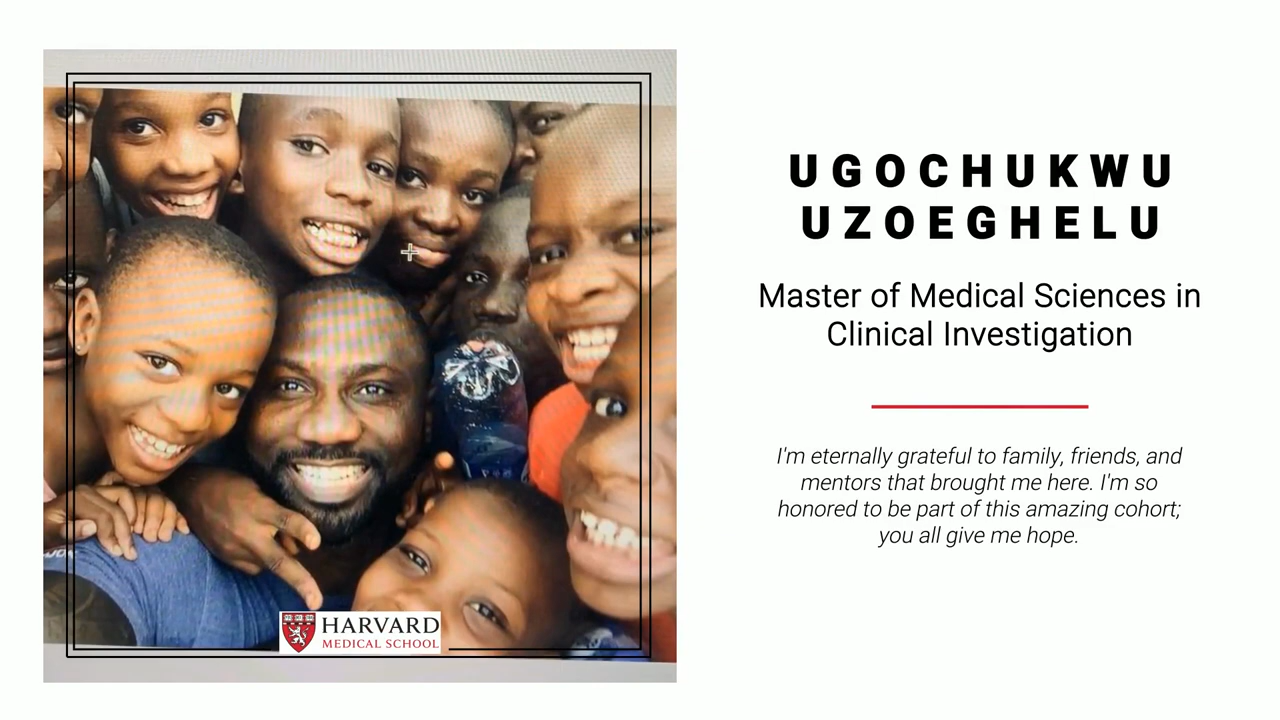 UGOCHUKWU
UZOEGHELU
Master of Medical Sciences in
Clinical Investigation
I'm eternally grateful to family, friends, and
mentors that brought me here. I'm so
honored to be part of this amazing cohort;
you all give me hope.
HARVARD
MEDICAL SCHOOL